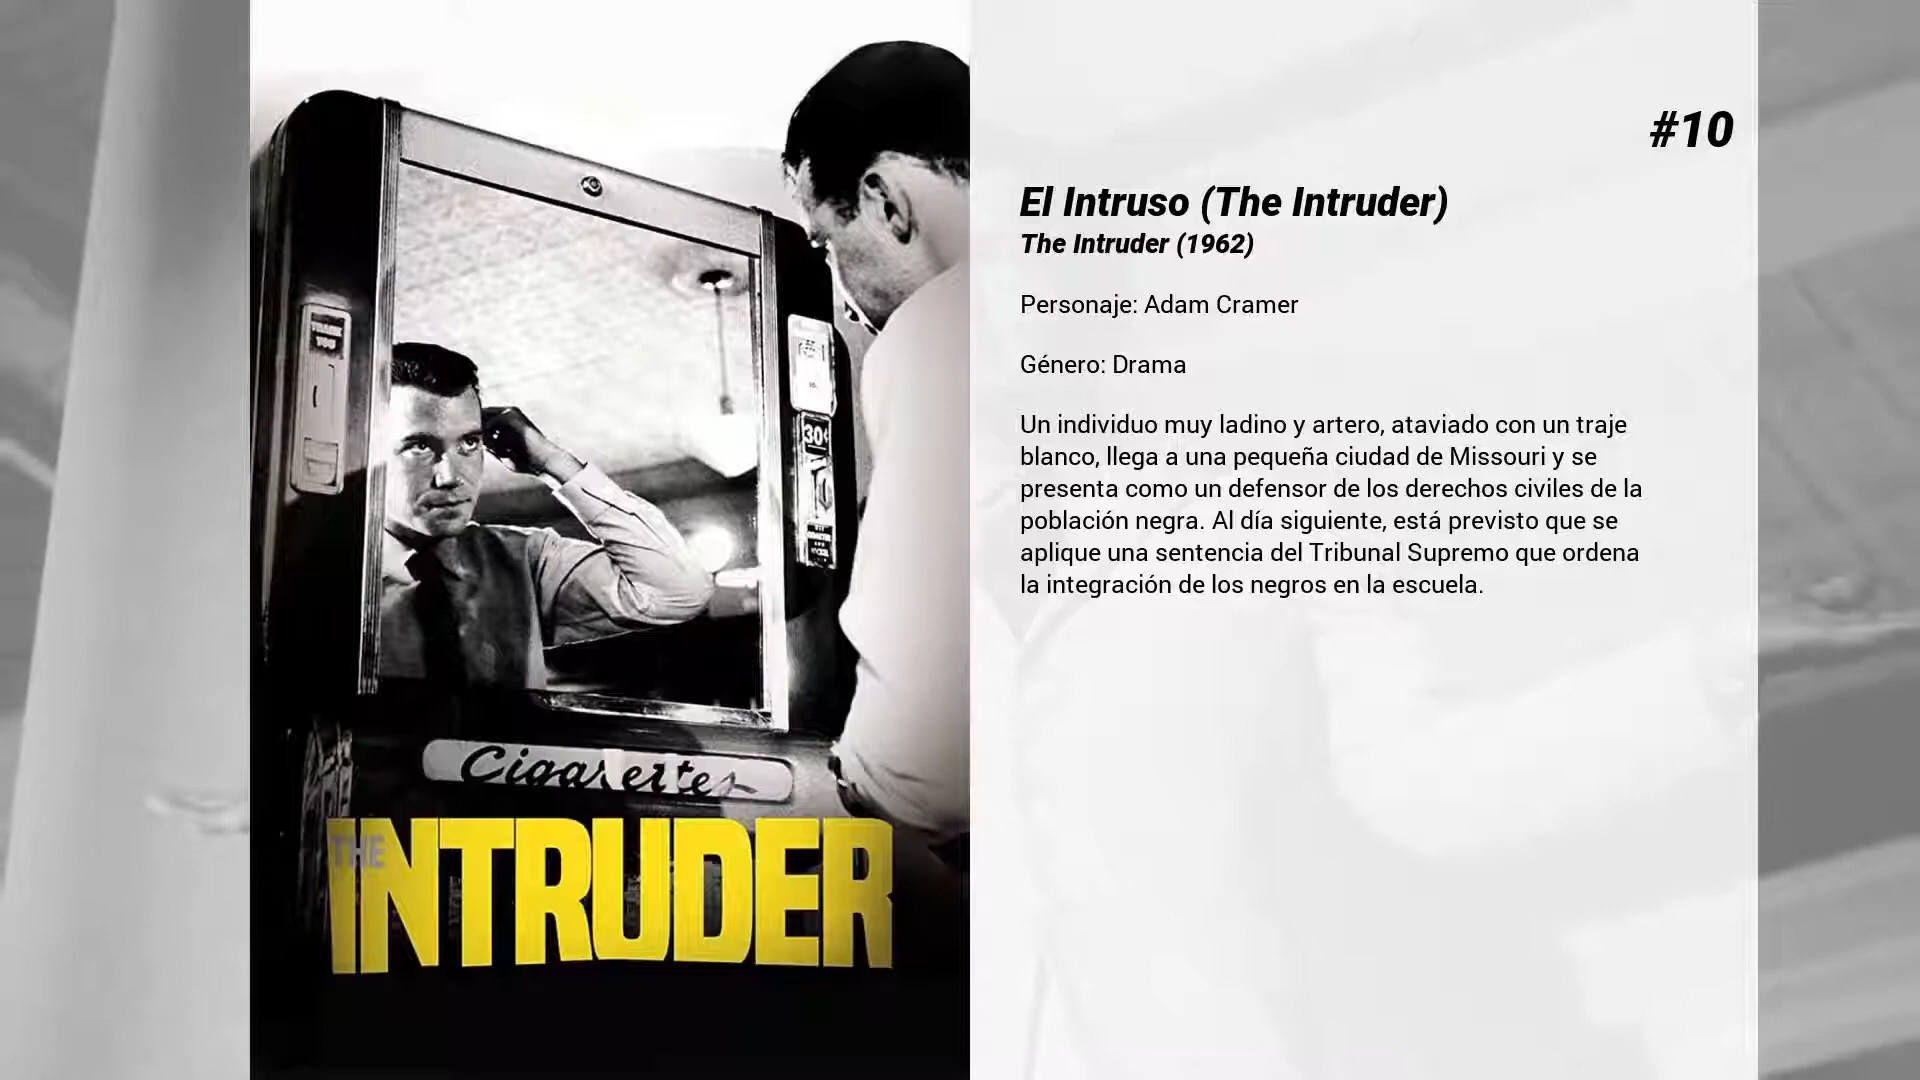 #10
El Intruso (The Intruder)
The Intruder (1962)
Personaje: Adam Cramer
Género: Drama
Un individuo muy ladino y artero, ataviado con un traje
blanco, llega a una pequeña ciudad de Missouri y se
presenta como un defensor de los derechos civiles de la
población negra. Al día siguiente, está previsto que se
aplique una sentencia del Tribunal Supremo que ordena
la integración de los negros en la escuela.
THANK
YOU
30¢
Cigarettes
THE
INTRUDER